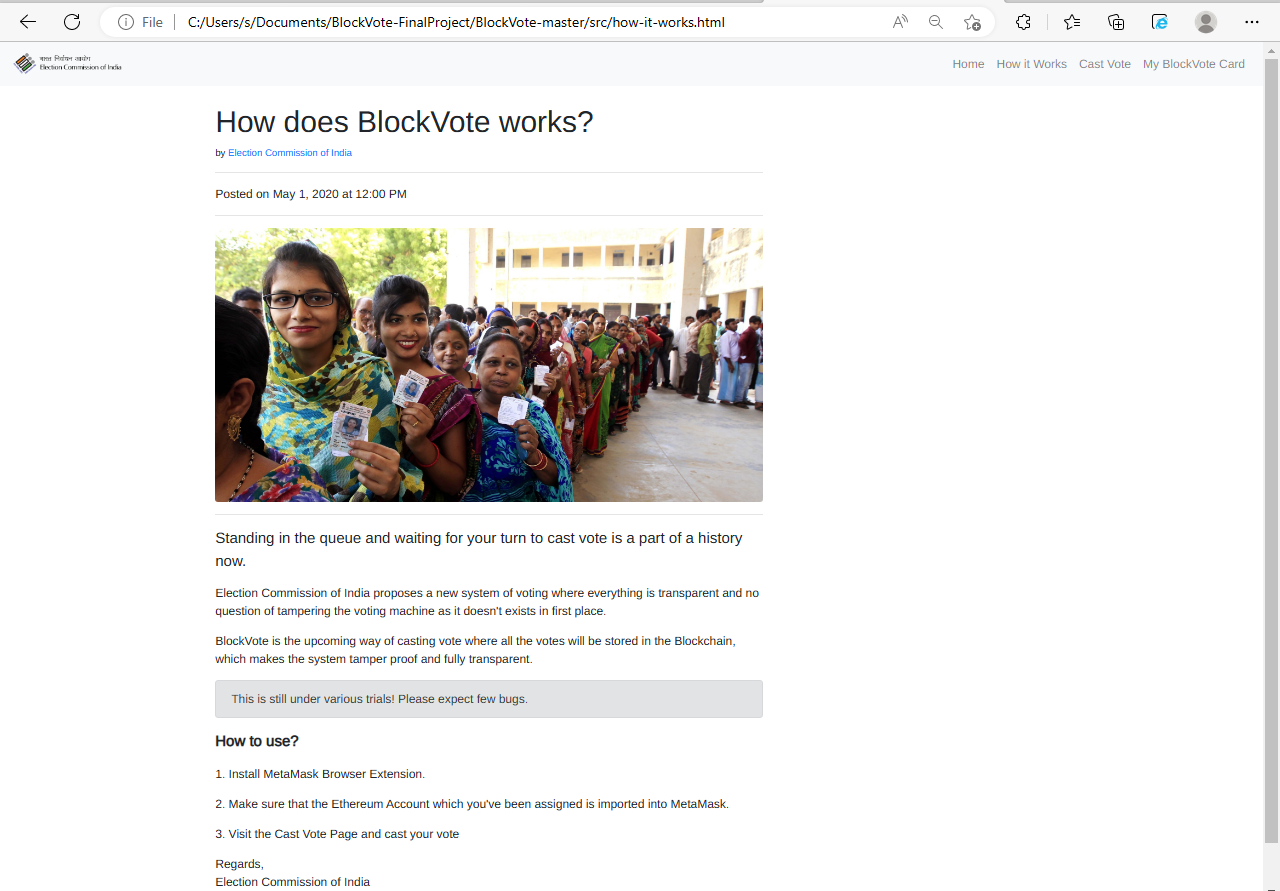 File
C:/Users/s/Documents/BlockVote-FinalProject/BlockVote-master/src/how-it-works.html
भारत निर्वाचन आयोग
Election Commission of India
Home How it Works Cast Vote My BlockVote Card
How does BlockVote works?
by Election Commission of India
Posted on May 1, 2020 at 12:00 PM
Standing in the queue and waiting for your turn to cast vote is a part of a history
now.
Election Commission of India proposes a new system of voting where everything is transparent and no
question of tampering the voting machine as it doesn't exists in first place.
BlockVote is the upcoming way of casting vote where all the votes will be stored in the Blockchain,
which makes the system tamper proof and fully transparent.
This is still under various trials! Please expect few bugs.
How to use?
1. Install MetaMask Browser Extension.
2. Make sure that the Ethereum Account which you've been assigned is imported into MetaMask.
3. Visit the Cast Vote Page and cast your vote
Regards,
Election Commission of India